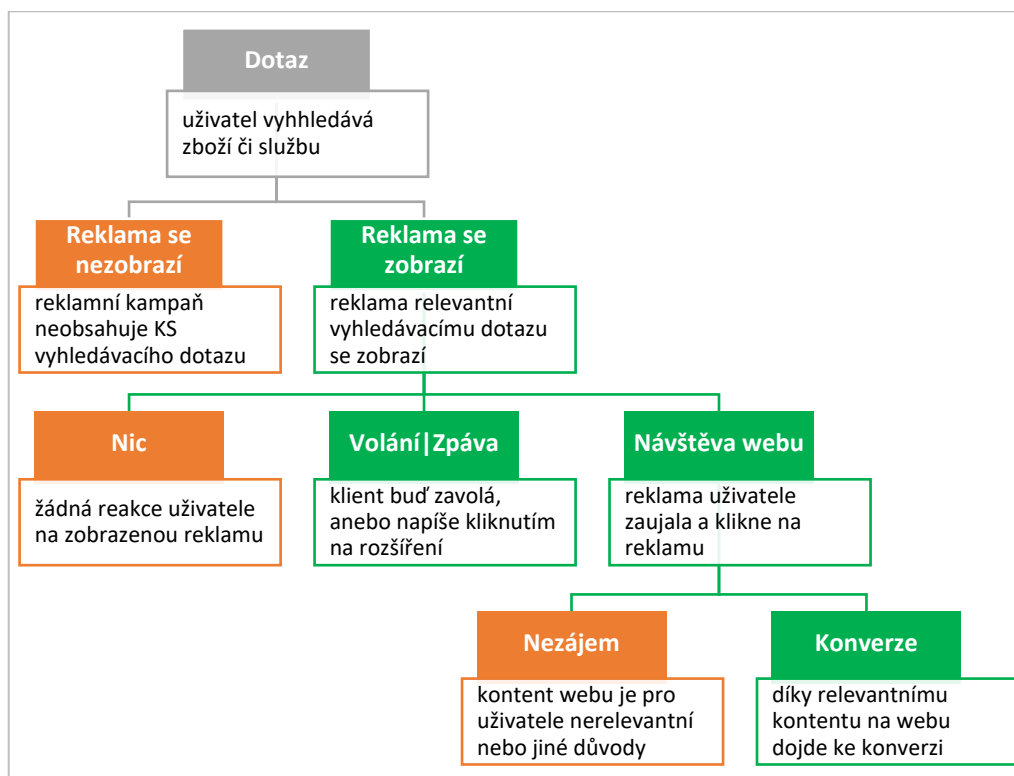 Dotaz
uživatel vyhhledává
zboží či službu
Reklama se
nezobrazí
reklamní kampaň
neobsahuje KS
vyhledávacího dotazu
Reklama se
zobrazí
reklama relevantní
vyhledávacímu dotazu
se zobrazí
Nic
žádná reakce uživatele
na zobrazenou reklamu
Volání|Zpáva
klient buď zavolá,
anebo napíše kliknutím
na rozšíření
Návštěva webu
reklama uživatele
zaujala a klikne na
reklamu
Nezájem
kontent webu je pro
uživatele nerelevantní
nebo jiné důvody
Konverze
díky relevantnímu
kontentu na webu
dojde ke konverzi